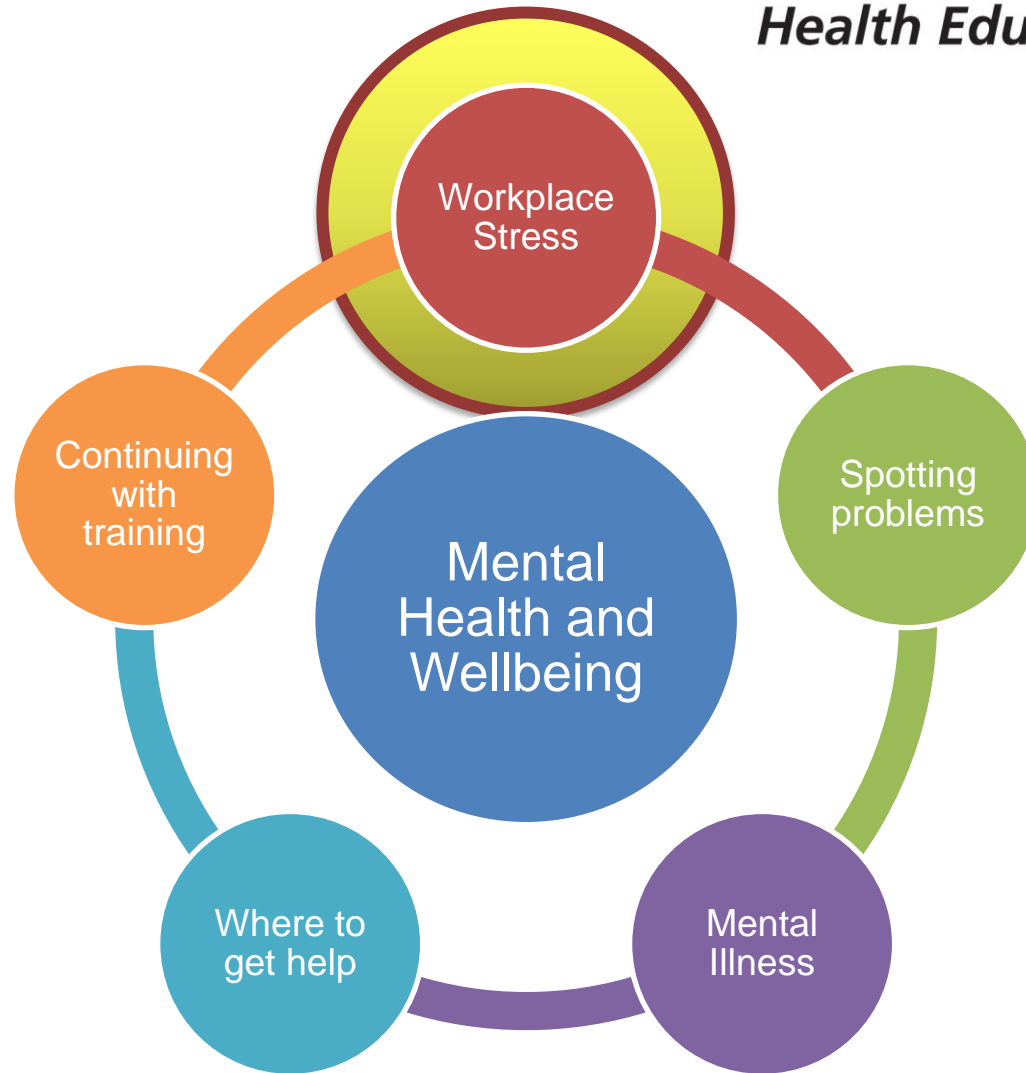 Health Edu
Workplace
Stress
Spotting
problems
Mental
Illness
Where to
get help
Continuing
with
training
Mental
Health and
Wellbeing